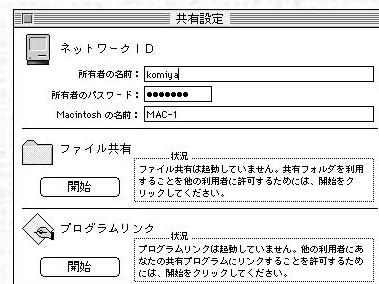 共有設定
ネットワークＩＤ
所有者の名前： komiya
所有者のパスワード： ●●●●●●●
Macintosh の名前： MAC-1
ファイル共有
状況
ファイル共有は起動していません。共有フォルダを利用
することを他の利用者に許可するためには、開始をク
リックしてください。
開始
プログラムリンク
状況
プログラムリンクは起動していません。他の利用者にあ
なたの共有プログラムにリンクすることを許可するため
には、開始をクリックしてください。
開始